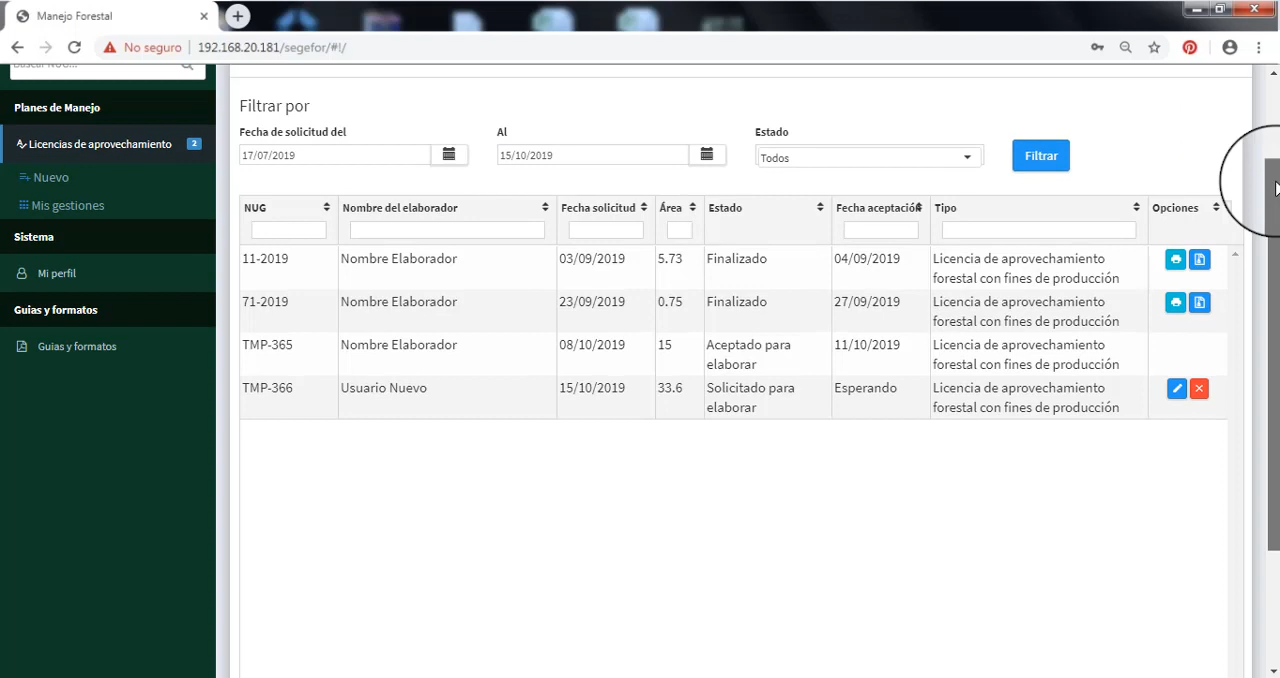 Manejo Forestal
No seguro 192.168.20.181/segefor/#!/
Buscar NUG...
Planes de Manejo
Licencias de aprovechamiento 2
Nuevo
Mis gestiones
Sistema
Mi perfil
Guias y formatos
Guias y formatos
Filtrar por
Fecha de solicitud del Al Estado
17/07/2019 15/10/2019 Todos Filtrar
NUG Nombre del elaborador Fecha solicitud Área Estado Fecha aceptación Tipo Opciones
11-2019 Nombre Elaborador 03/09/2019 5.73 Finalizado 04/09/2019 Licencia de aprovechamiento
forestal con fines de producción
71-2019 Nombre Elaborador 23/09/2019 0.75 Finalizado 27/09/2019 Licencia de aprovechamiento
forestal con fines de producción
TMP-365 Nombre Elaborador 08/10/2019 15 Aceptado para 11/10/2019 Licencia de aprovechamiento
elaborar forestal con fines de producción
TMP-366 Usuario Nuevo 15/10/2019 33.6 Solicitado para Esperando Licencia de aprovechamiento
elaborar forestal con fines de producción